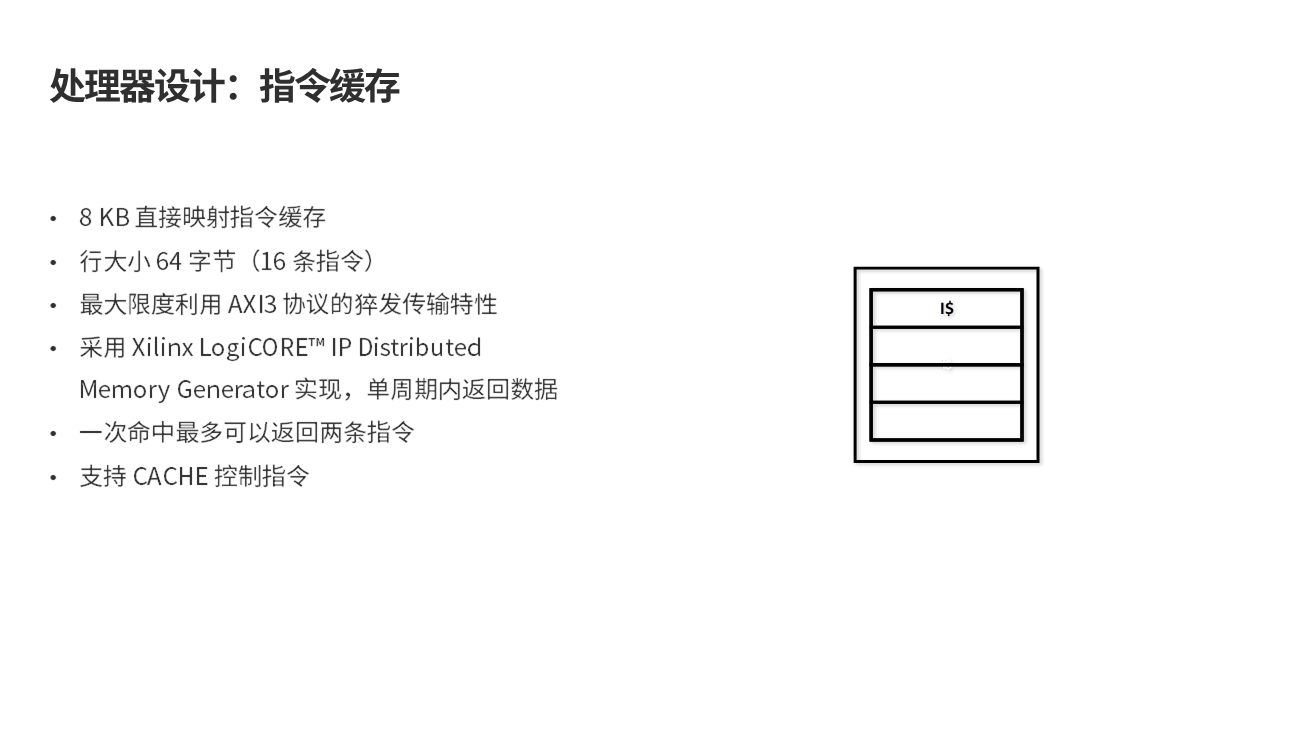 处理器设计：指令缓存
• 8 KB 直接映射指令缓存
• 行大小 64 字节（16 条指令）
• 最大限度利用 AXI3 协议的猝发传输特性
• 采用 Xilinx LogiCORE™ IP Distributed
Memory Generator 实现，单周期内返回数据
• 一次命中最多可以返回两条指令
• 支持 CACHE 控制指令
I$